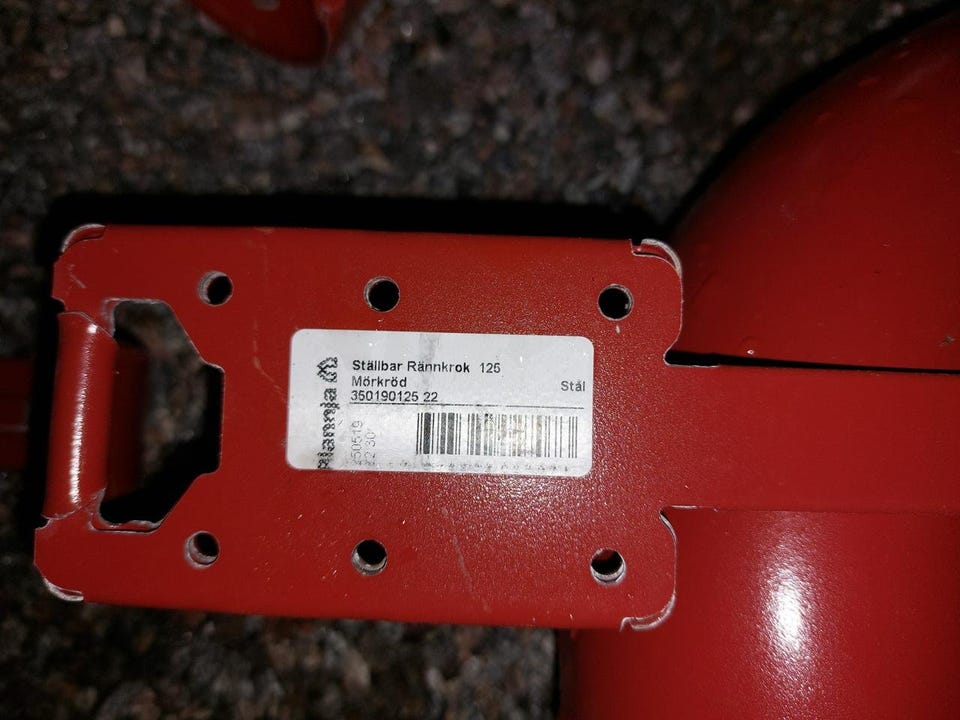 Ställbar Rännkrok 125
Mörkröd
Stål
350190125 22
plannja